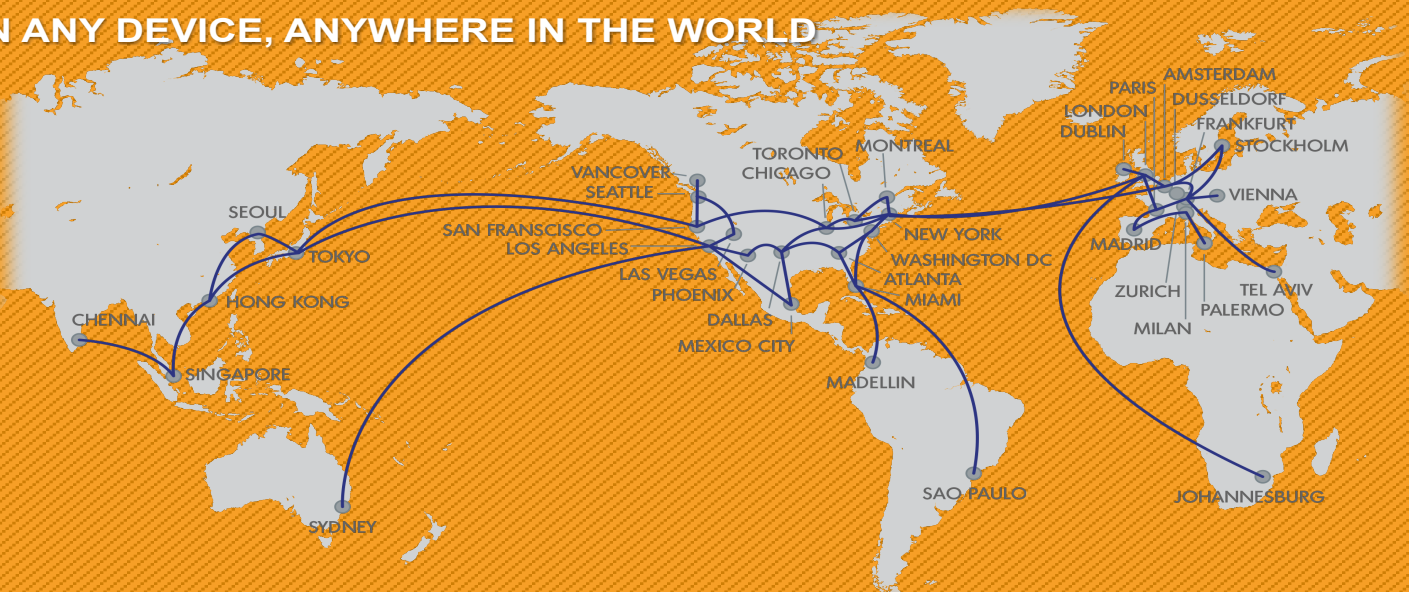 N ANY DEVICE, ANYWHERE IN THE WORLD
AMSTERDAM
PARIS
DUSSELDORF
LONDON
FRANKFURT
DUBLIN
STOCKHOLM
MONTREAL
TORONTO
CHICAGO
VANCOVER
SEATTLE
VIENNA
SEOUL
SAN FRANSCISCO
NEW YORK
MADRID
LOS ANGELES
TOKYO
WASHINGTON DC
LAS VEGAS
ATLANTA
PHOENIX
MIAMI
ZURICH
TEL AVIV
HONG KONG
PALERMO
CHENNAI
DALLAS
MILAN
MEXICO CITY
SINGAPORE
MADELLIN
SAO PAULO
JOHANNESBURG
SYDNEY